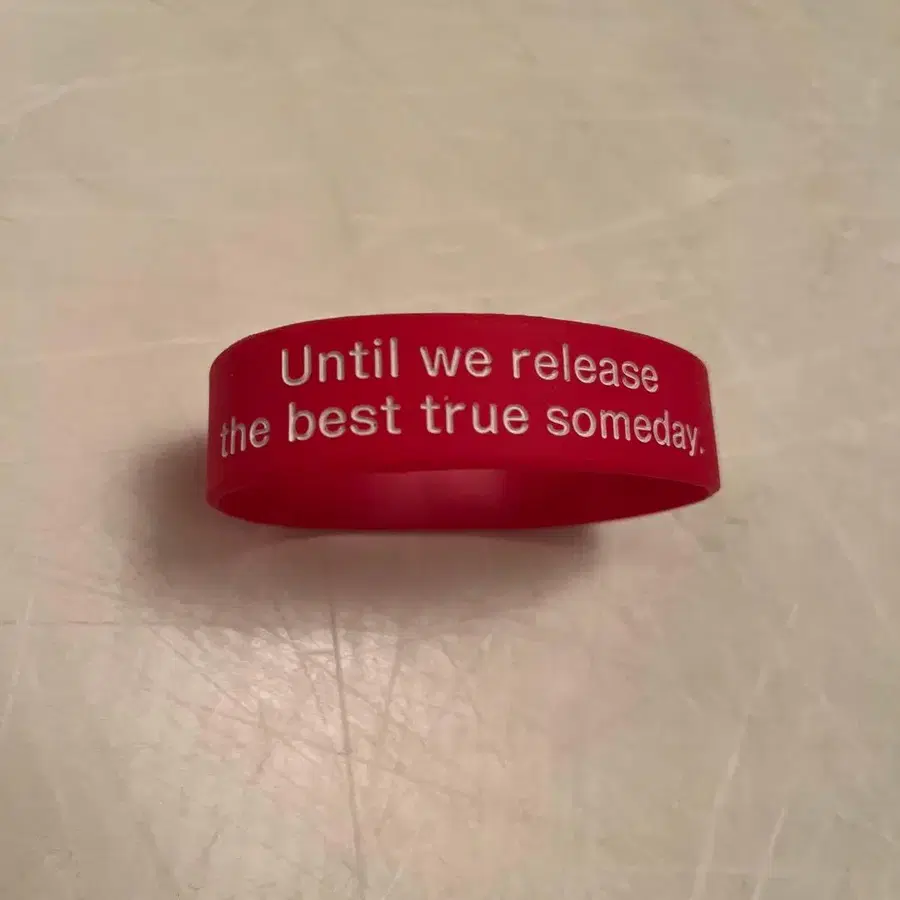 Until we release
the best true someday.